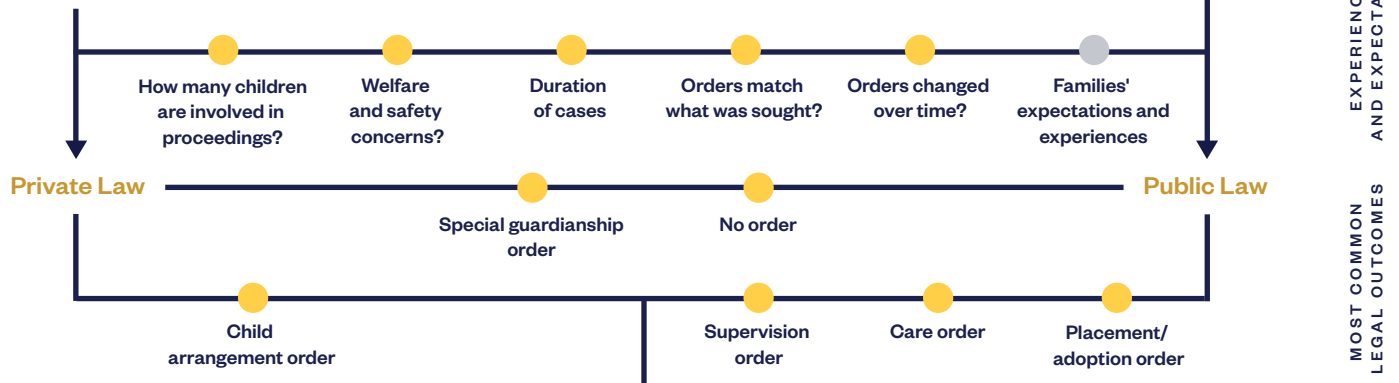 How many children
are involved in
proceedings?
Welfare
and safety
concerns?
Duration
of cases
Orders match
what was sought?
Orders changed
over time?
Families'
expectations and
experiences
AND EXPECTA
Private Law
Public Law
Special guardianship
order
No order
MOST COMMON
LEGAL OUTCOMES
Child
arrangement order
Supervision
order
Care order
Placement/
adoption order